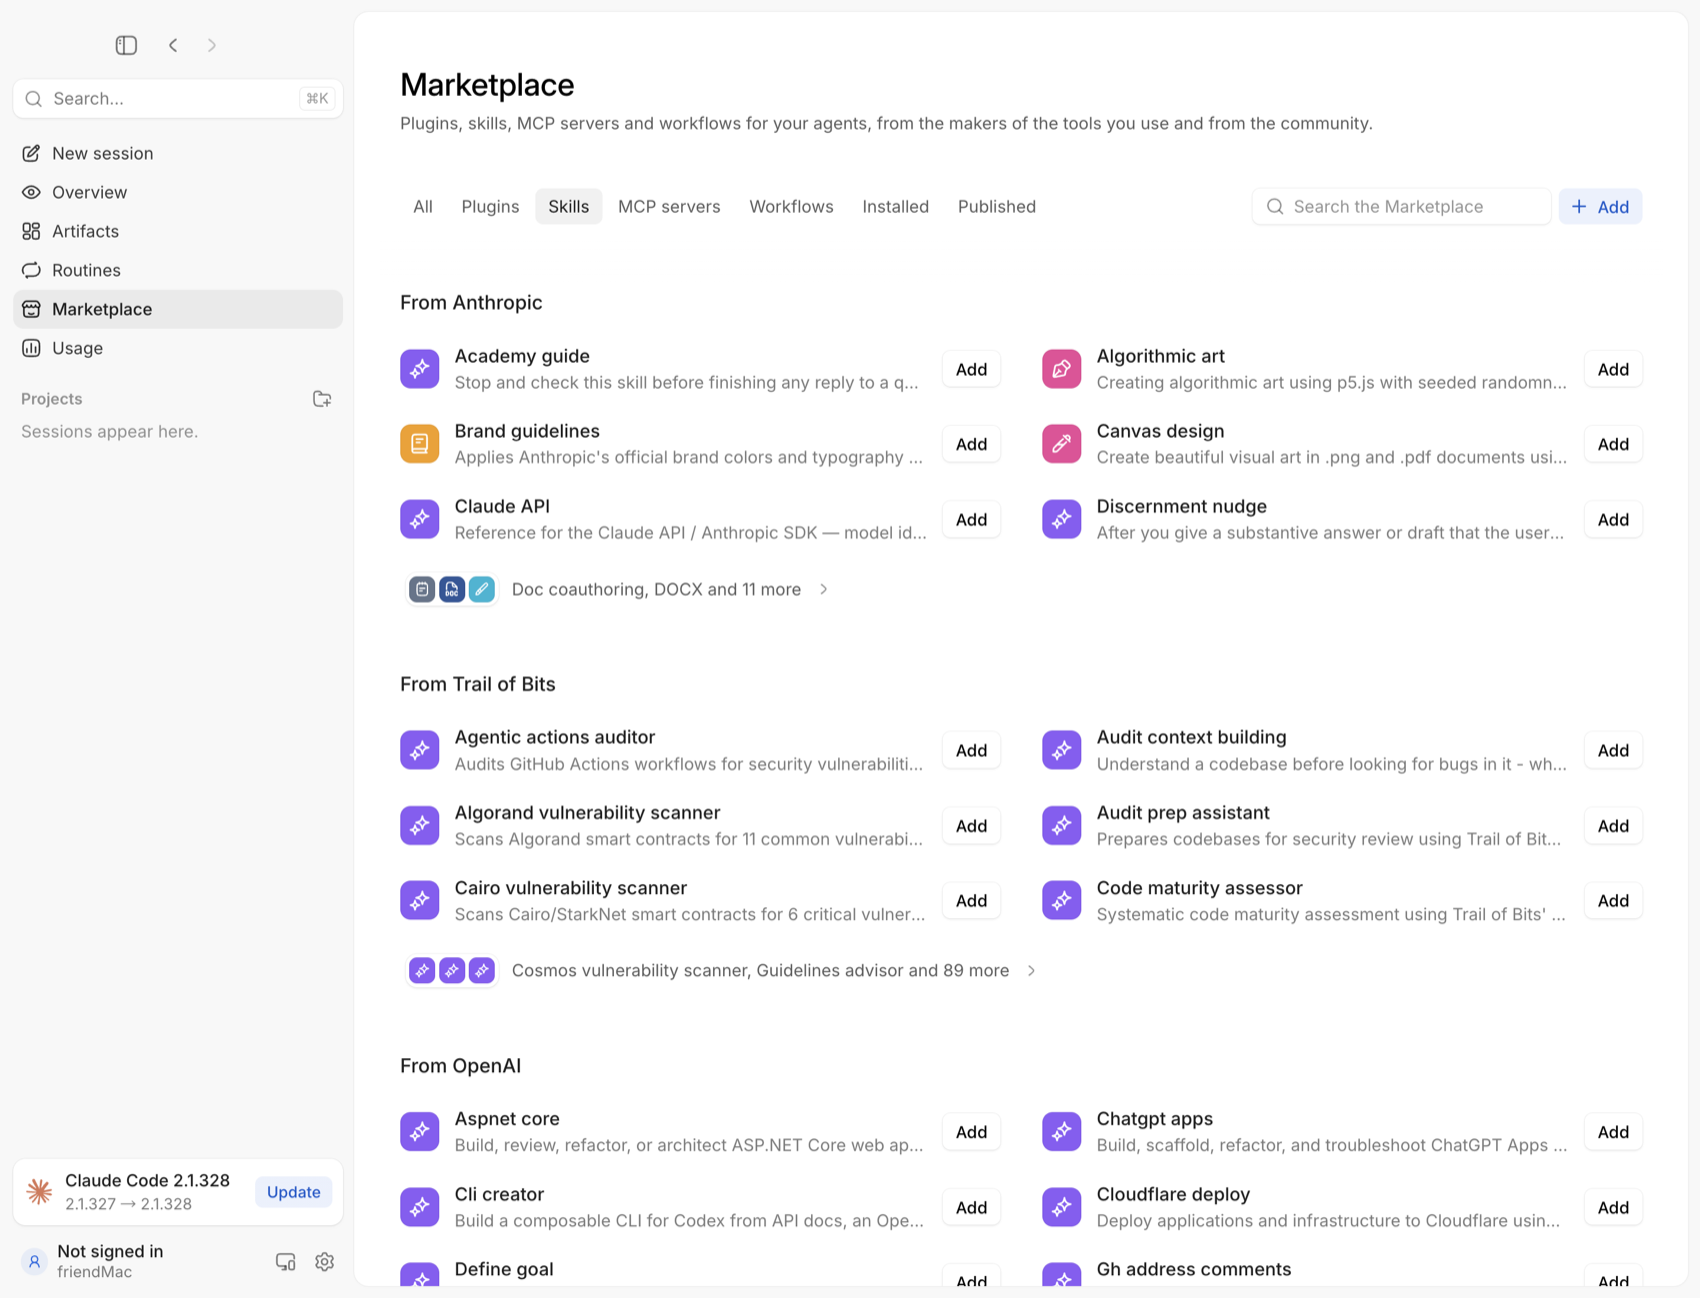 Search...
⌘K
New session
Overview
Artifacts
Routines
Marketplace
Usage
Projects
Sessions appear here.
Claude Code 2.1.328
2.1.327 → 2.1.328
Update
Not signed in
friendMac
Marketplace
Plugins, skills, MCP servers and workflows for your agents, from the makers of the tools you use and from the community.
All
Plugins
Skills
MCP servers
Workflows
Installed
Published
Search the Marketplace
+ Add
From Anthropic
Academy guide
Stop and check this skill before finishing any reply to a q...
Add
Algorithmic art
Creating algorithmic art using p5.js with seeded randomn...
Add
Brand guidelines
Applies Anthropic's official brand colors and typography ...
Add
Canvas design
Create beautiful visual art in .png and .pdf documents usi...
Add
Claude API
Reference for the Claude API / Anthropic SDK — model id...
Add
Discernment nudge
After you give a substantive answer or draft that the user...
Add
DOC
Doc coauthoring, DOCX and 11 more
From Trail of Bits
Agentic actions auditor
Audits GitHub Actions workflows for security vulnerabiliti...
Add
Audit context building
Understand a codebase before looking for bugs in it - wh...
Add
Algorand vulnerability scanner
Scans Algorand smart contracts for 11 common vulnerabi...
Add
Audit prep assistant
Prepares codebases for security review using Trail of Bit...
Add
Cairo vulnerability scanner
Scans Cairo/StarkNet smart contracts for 6 critical vulner...
Add
Code maturity assessor
Systematic code maturity assessment using Trail of Bits' ...
Add
Cosmos vulnerability scanner, Guidelines advisor and 89 more
From OpenAI
Aspnet core
Build, review, refactor, or architect ASP.NET Core web ap...
Add
Chatgpt apps
Build, scaffold, refactor, and troubleshoot ChatGPT Apps ...
Add
Cli creator
Build a composable CLI for Codex from API docs, an Ope...
Add
Cloudflare deploy
Deploy applications and infrastructure to Cloudflare usin...
Add
Define goal
Add
Gh address comments
Add